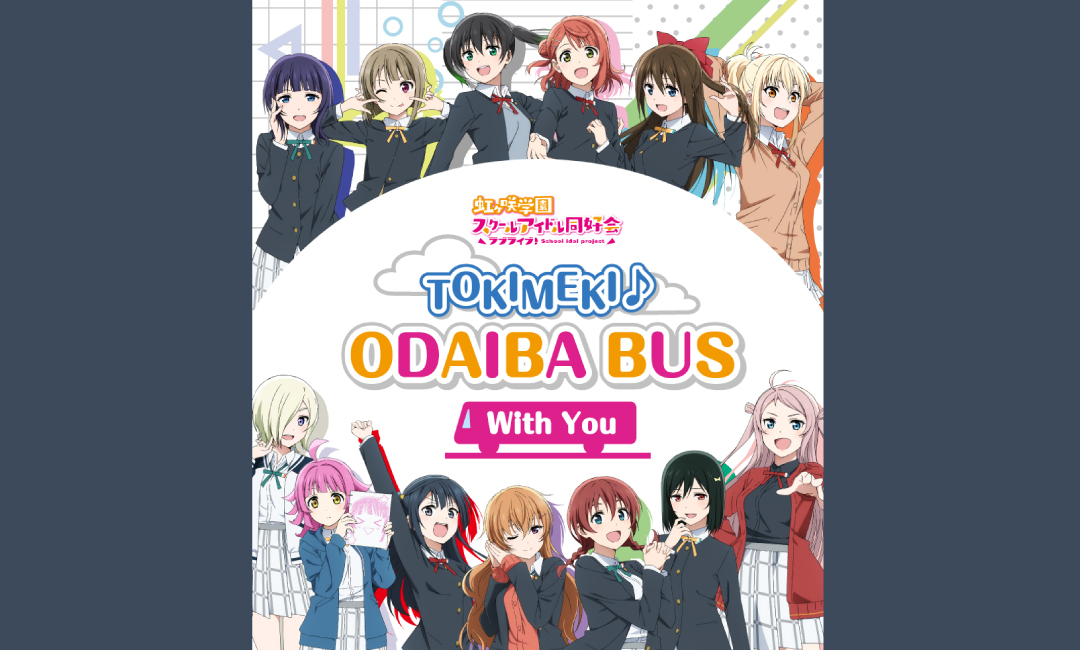 虹ヶ咲学園
スクールアイドル同好会
ラブライブ! School idol project
TOKIMEKI♪
ODAIBA BUS
With You